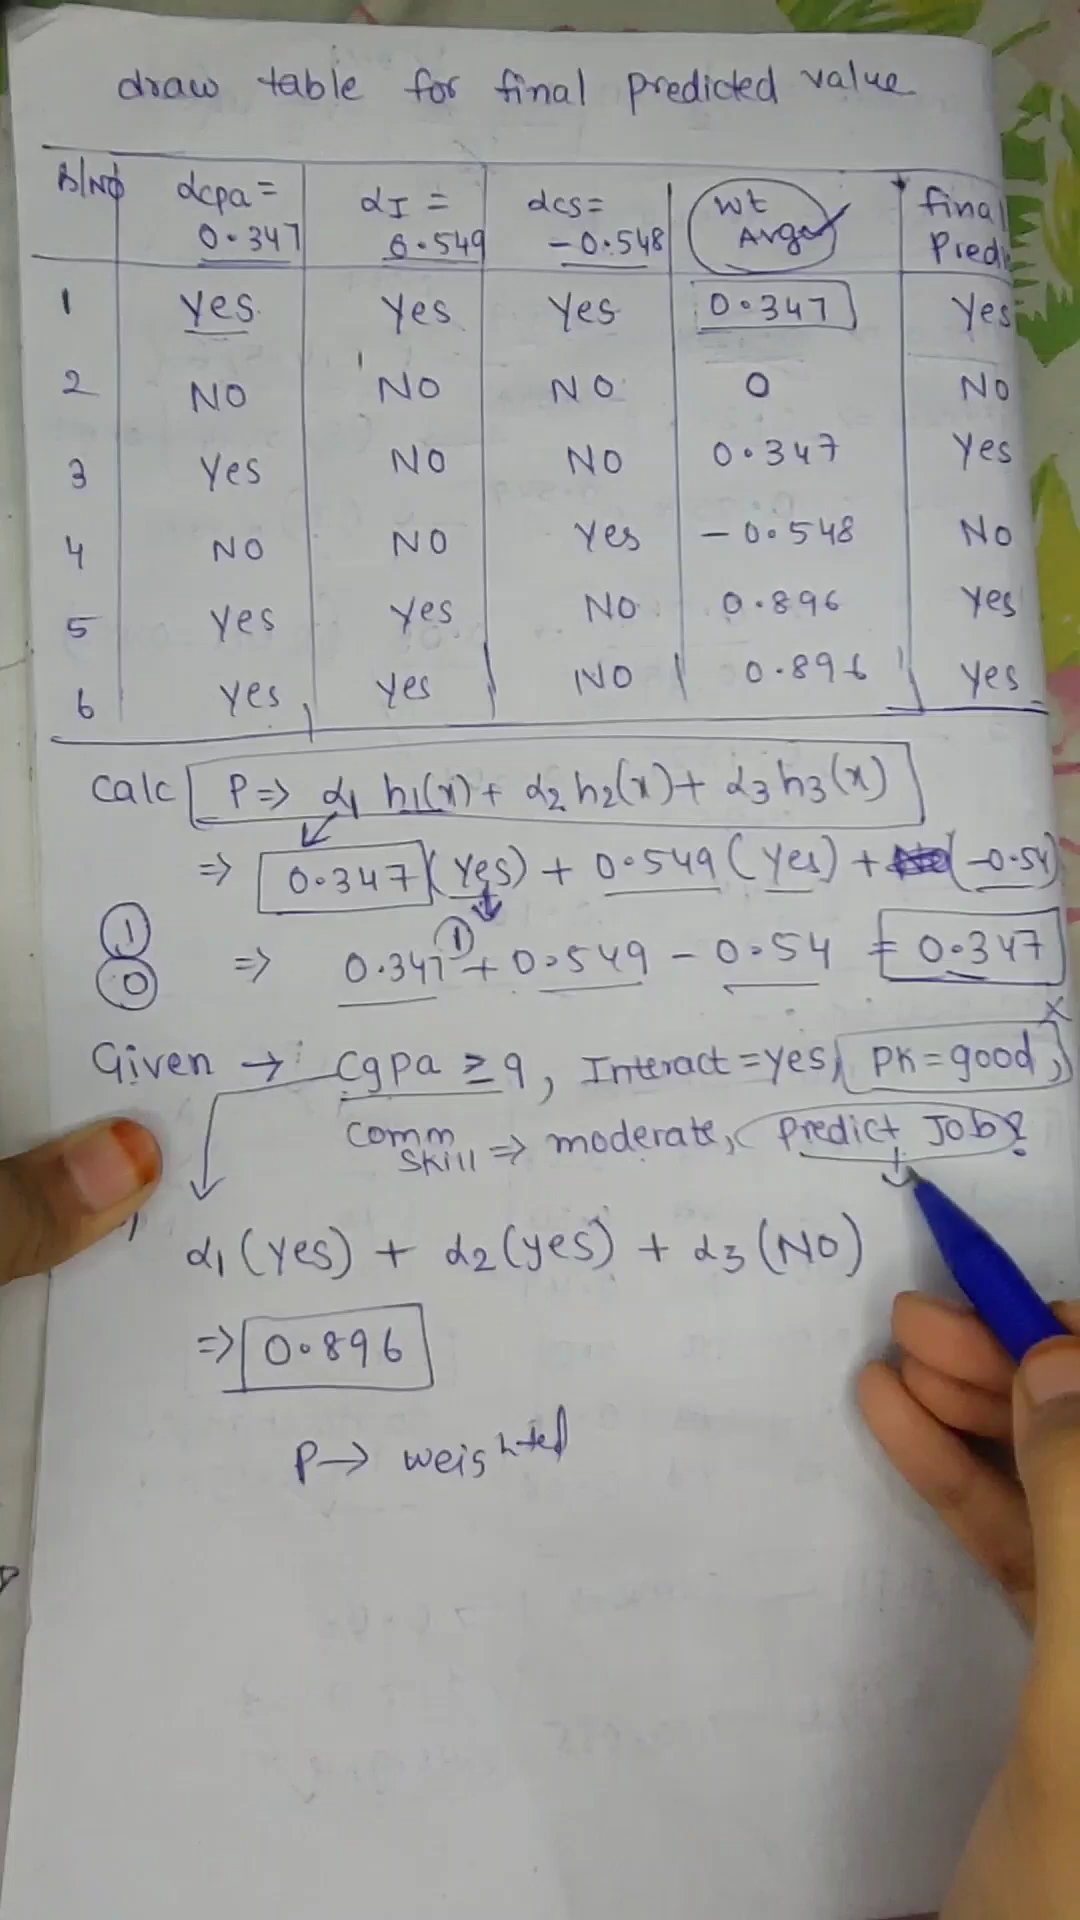 draw table for final predicted value
S/NO αcpa = 0.347 αI = 0.549 αcs = -0.548 Wt Avge final Predi
1 Yes Yes Yes 0.347 Yes
2 NO NO NO 0 NO
3 Yes NO NO 0.347 Yes
4 NO NO Yes -0.548 NO
5 Yes Yes NO 0.896 Yes
6 Yes Yes NO 0.896 Yes
Calc P => α1 h1(x) + α2 h2(x) + α3 h3(x)
=> 0.347 (Yes) + 0.549 (Yes) + (-0.54)
1
0
=> 0.347 + 0.549 - 0.54 = 0.347
1
x
Given → Cgpa ≥ 9, Interact = Yes, PK = good,
Comm Skill => moderate, Predict Job?
α1 (Yes) + α2 (Yes) + α3 (NO)
=> 0.896
P → weighted